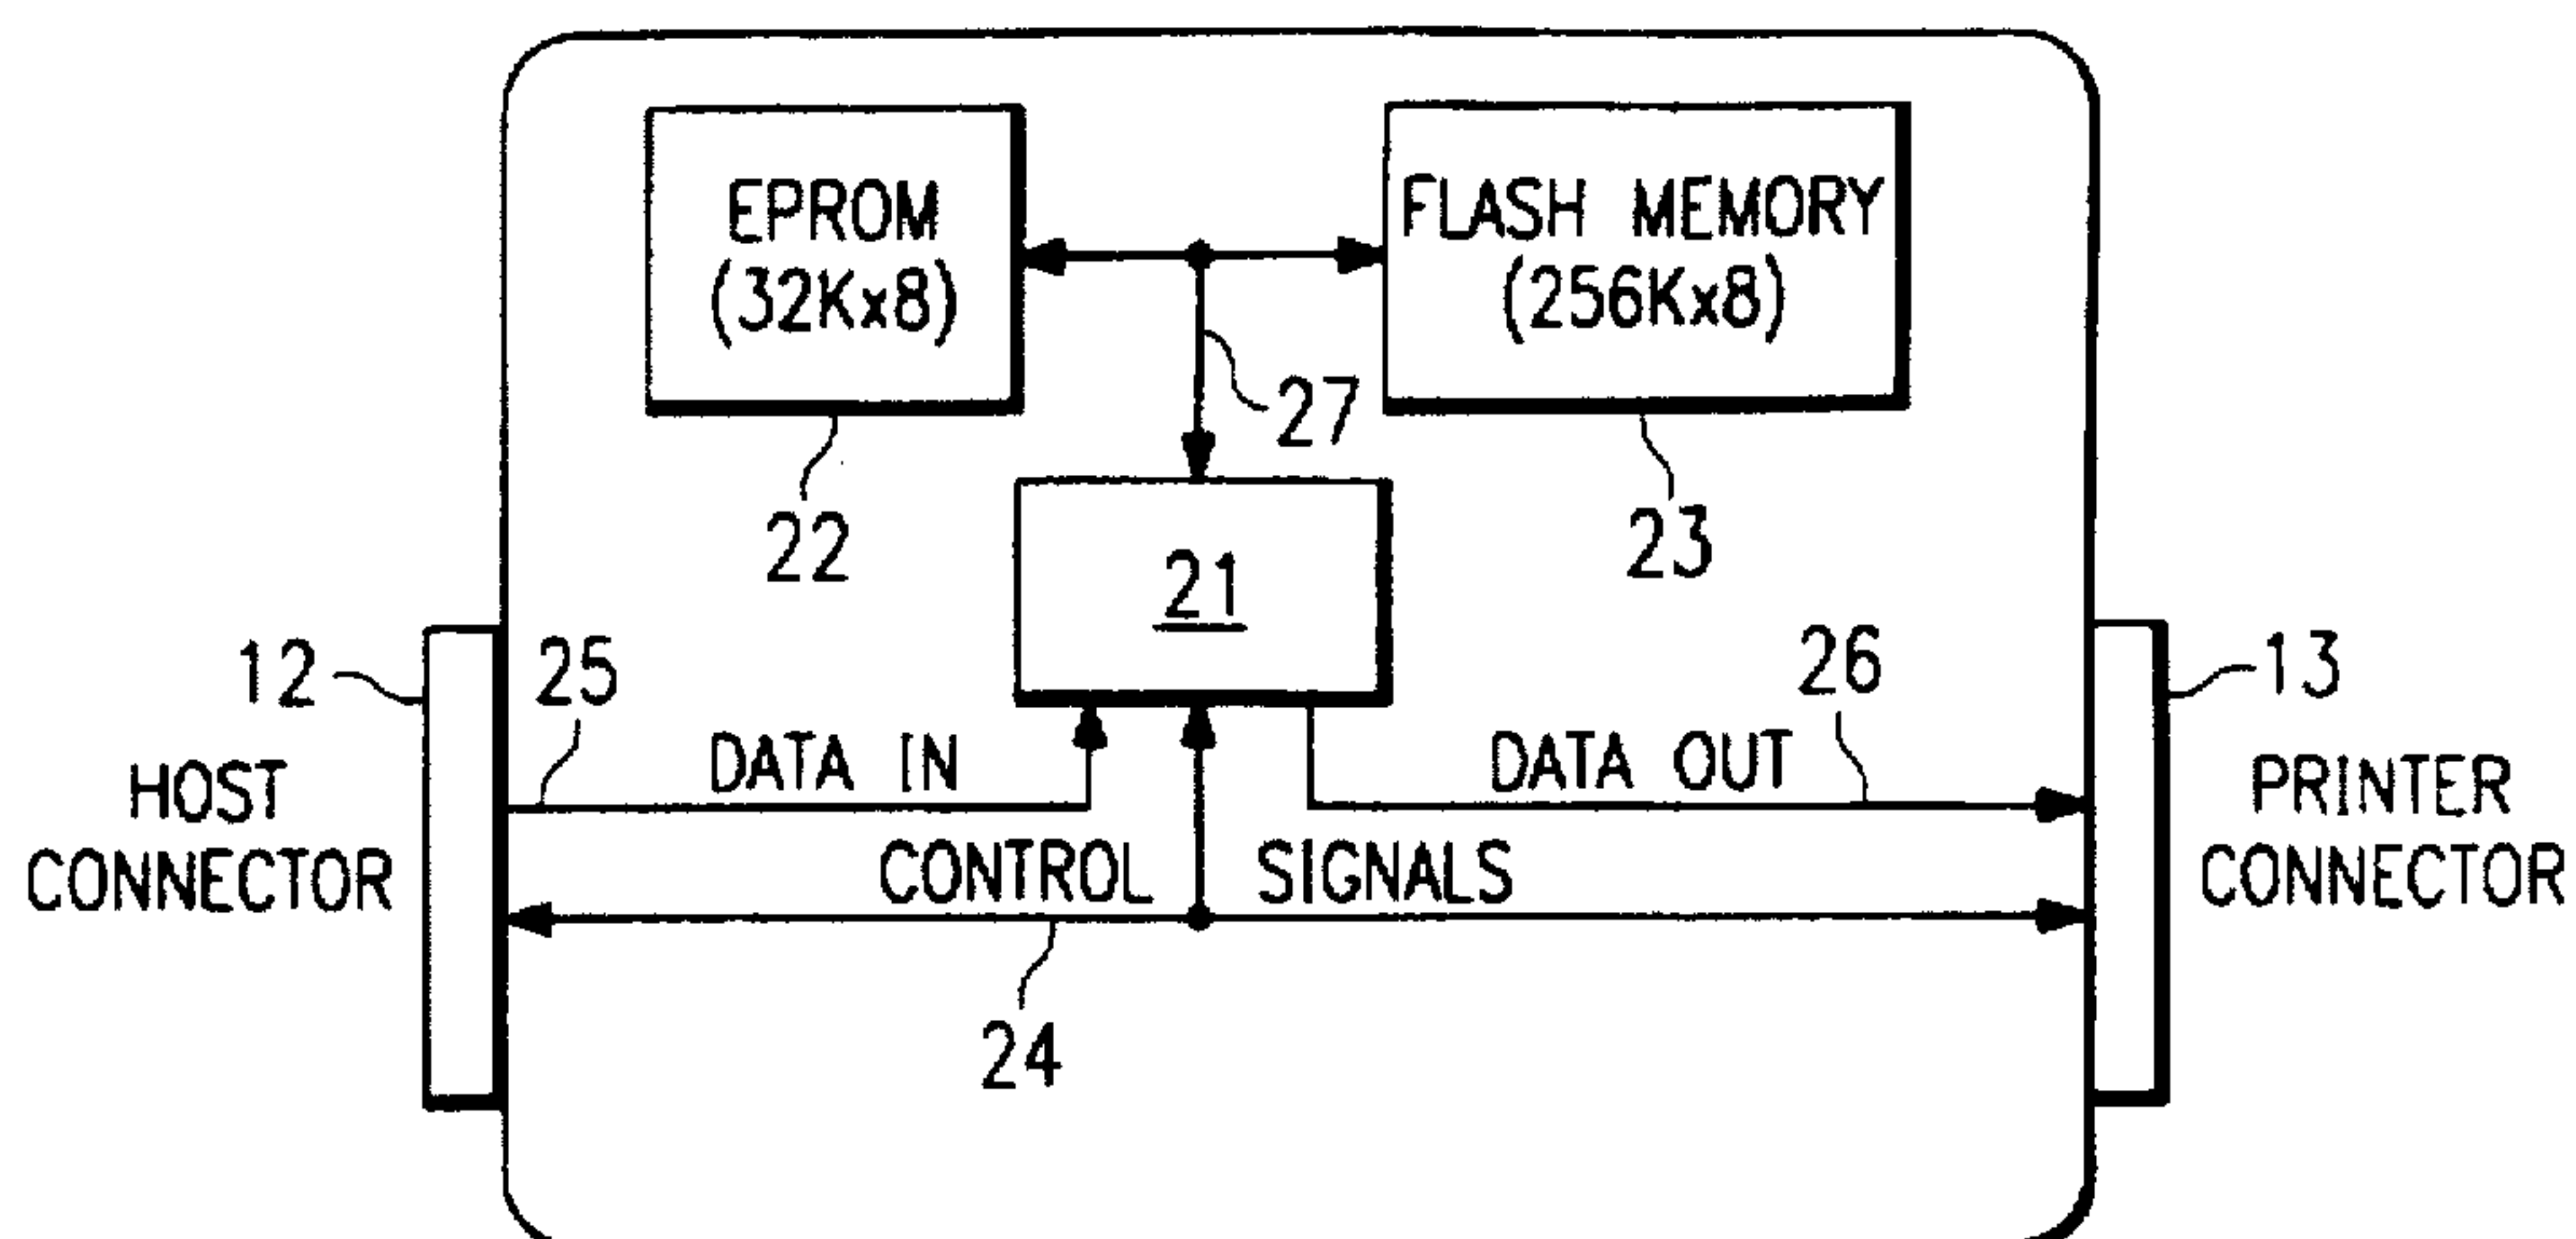 EPROM
(32Kx8)
FLASH MEMORY
(256Kx8)
27
22
23
21
12
25
26
13
DATA IN
DATA OUT
HOST
CONNECTOR
PRINTER
CONNECTOR
CONTROL SIGNALS
24